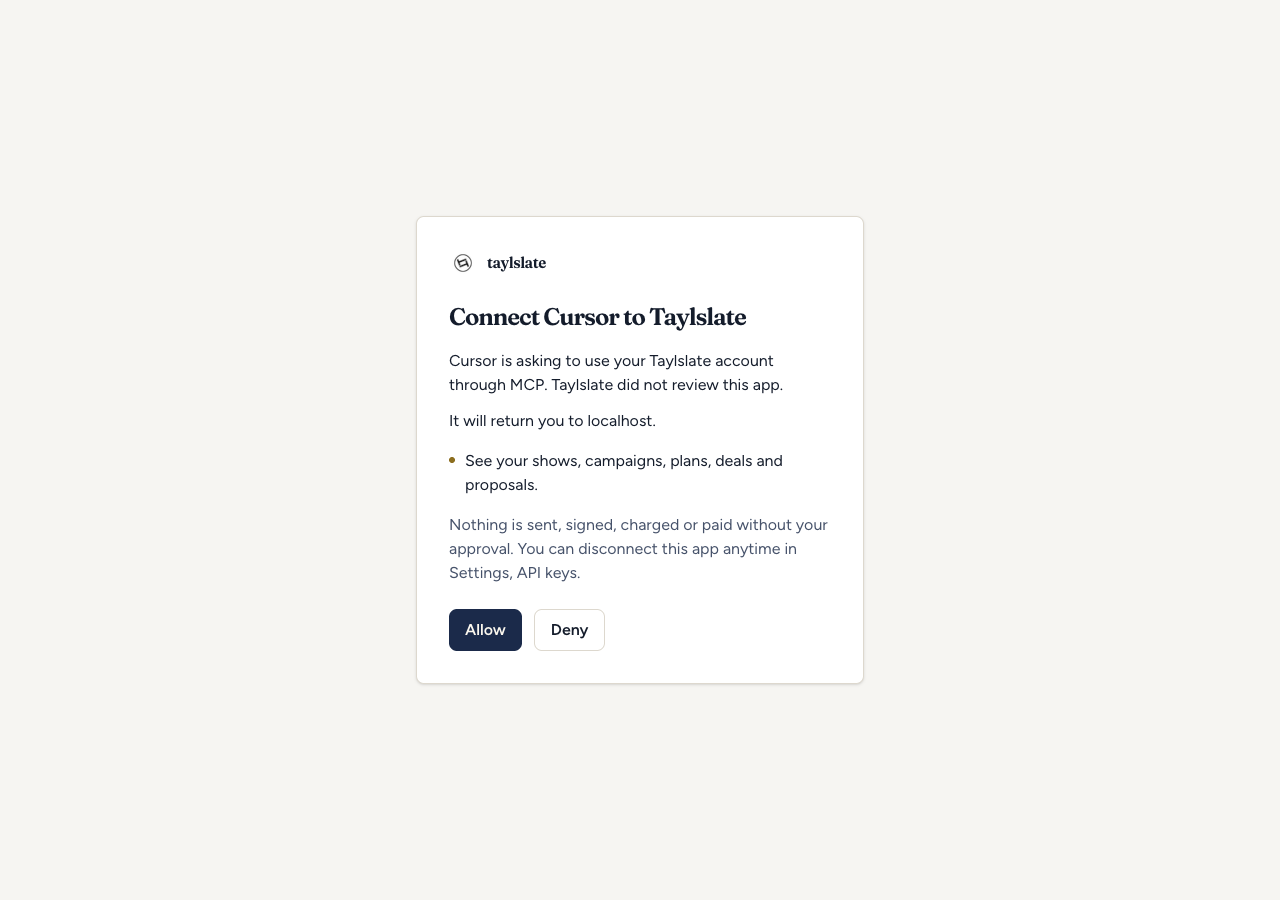 taylslate
Connect Cursor to Taylslate
Cursor is asking to use your Taylslate account
through MCP. Taylslate did not review this app.
It will return you to localhost.
See your shows, campaigns, plans, deals and
proposals.
Nothing is sent, signed, charged or paid without your
approval. You can disconnect this app anytime in
Settings, API keys.
Allow
Deny